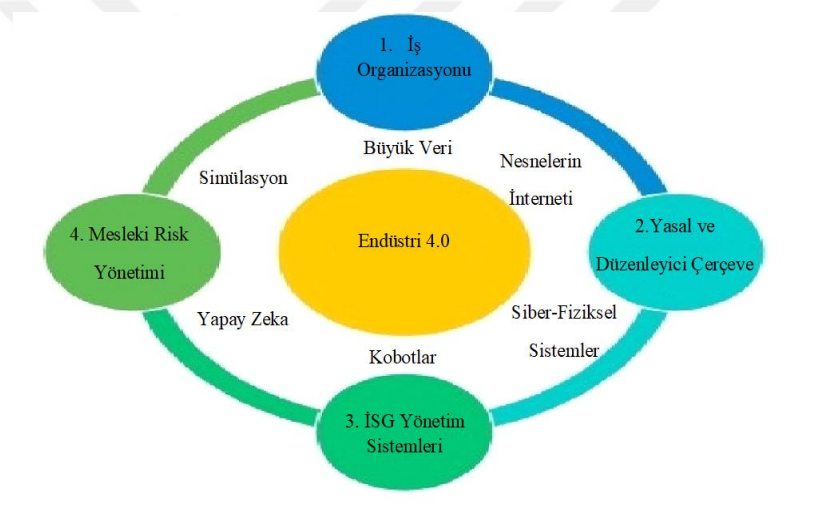 1. İş
Organizasyonu
Büyük Veri
Nesnelerin
İnterneti
Simülasyon
4. Mesleki Risk
Yönetimi
Endüstri 4.0
2.Yasal ve
Düzenleyici Çerçeve
Yapay Zeka
Siber-Fiziksel
Sistemler
Kobotlar
3. İSG Yönetim
Sistemleri